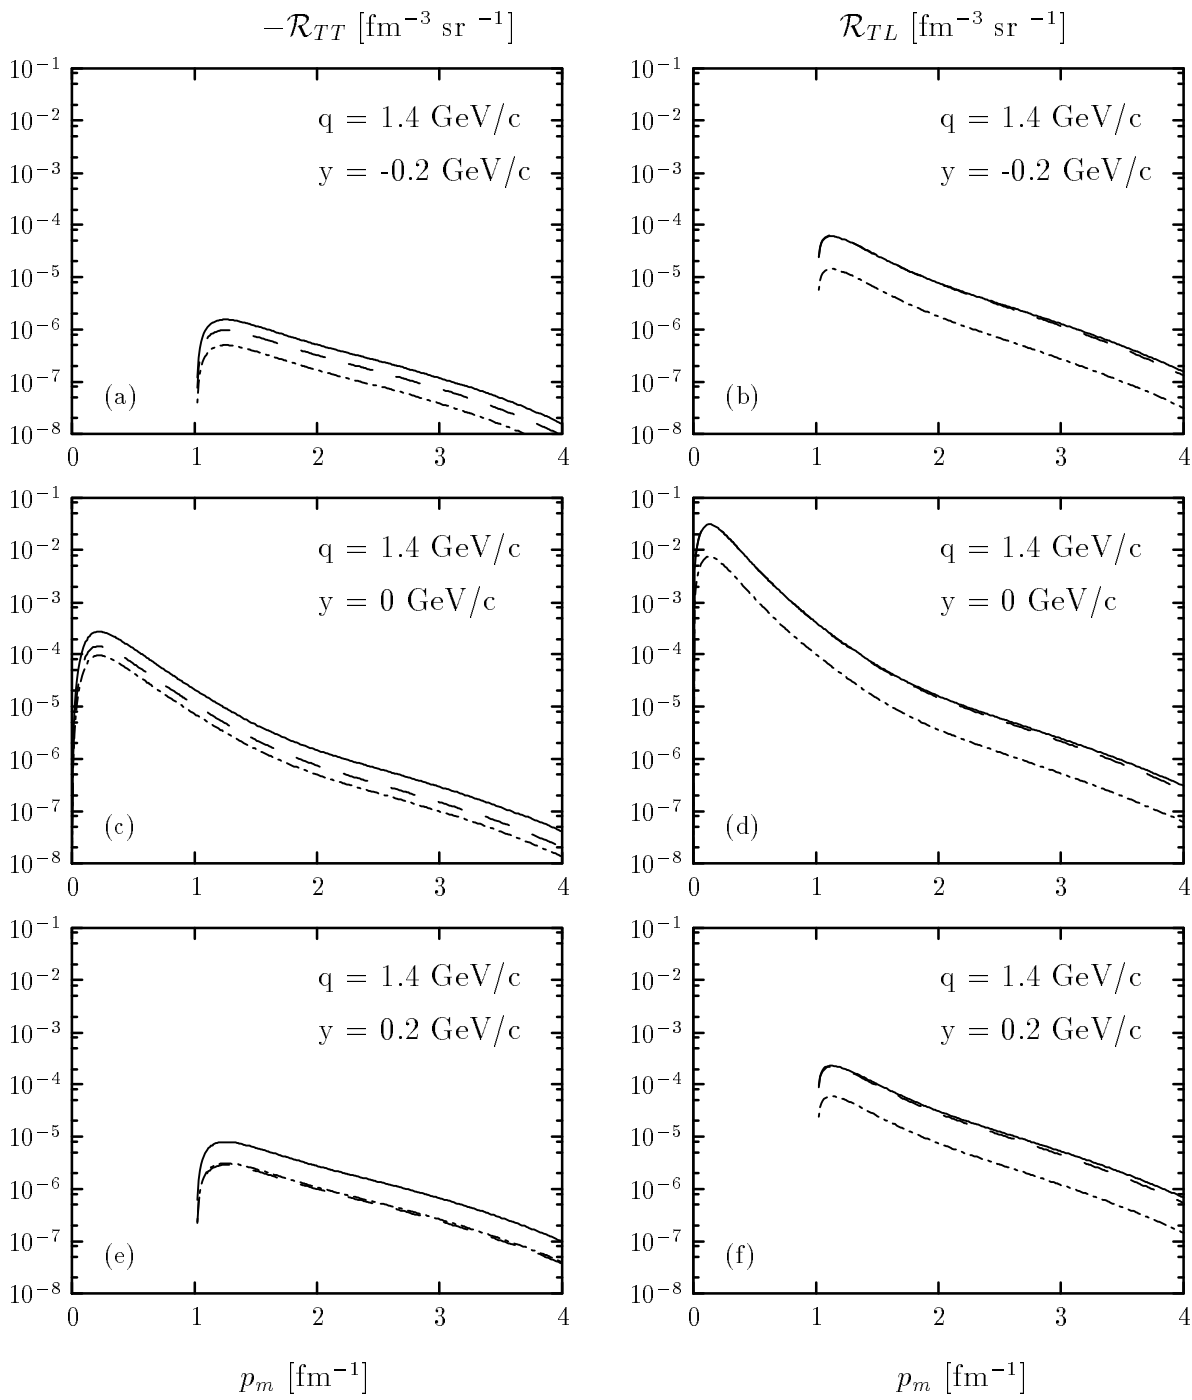 −R_TT [fm⁻³ sr ⁻¹] R_TL [fm⁻³ sr ⁻¹]
10⁻¹ 10⁻¹
q = 1.4 GeV/c q = 1.4 GeV/c
10⁻² 10⁻²
y = -0.2 GeV/c y = -0.2 GeV/c
10⁻³ 10⁻³
10⁻⁴ 10⁻⁴
10⁻⁵ 10⁻⁵
10⁻⁶ 10⁻⁶
10⁻⁷ 10⁻⁷
(a) (b)
10⁻⁸ 10⁻⁸
0 1 2 3 4 0 1 2 3 4
10⁻¹ 10⁻¹
q = 1.4 GeV/c q = 1.4 GeV/c
10⁻² 10⁻²
y = 0 GeV/c y = 0 GeV/c
10⁻³ 10⁻³
10⁻⁴ 10⁻⁴
10⁻⁵ 10⁻⁵
10⁻⁶ 10⁻⁶
10⁻⁷ 10⁻⁷
(c) (d)
10⁻⁸ 10⁻⁸
0 1 2 3 4 0 1 2 3 4
10⁻¹ 10⁻¹
q = 1.4 GeV/c q = 1.4 GeV/c
10⁻² 10⁻²
y = 0.2 GeV/c y = 0.2 GeV/c
10⁻³ 10⁻³
10⁻⁴ 10⁻⁴
10⁻⁵ 10⁻⁵
10⁻⁶ 10⁻⁶
10⁻⁷ 10⁻⁷
(e) (f)
10⁻⁸ 10⁻⁸
0 1 2 3 4 0 1 2 3 4
p_m [fm⁻¹] p_m [fm⁻¹]